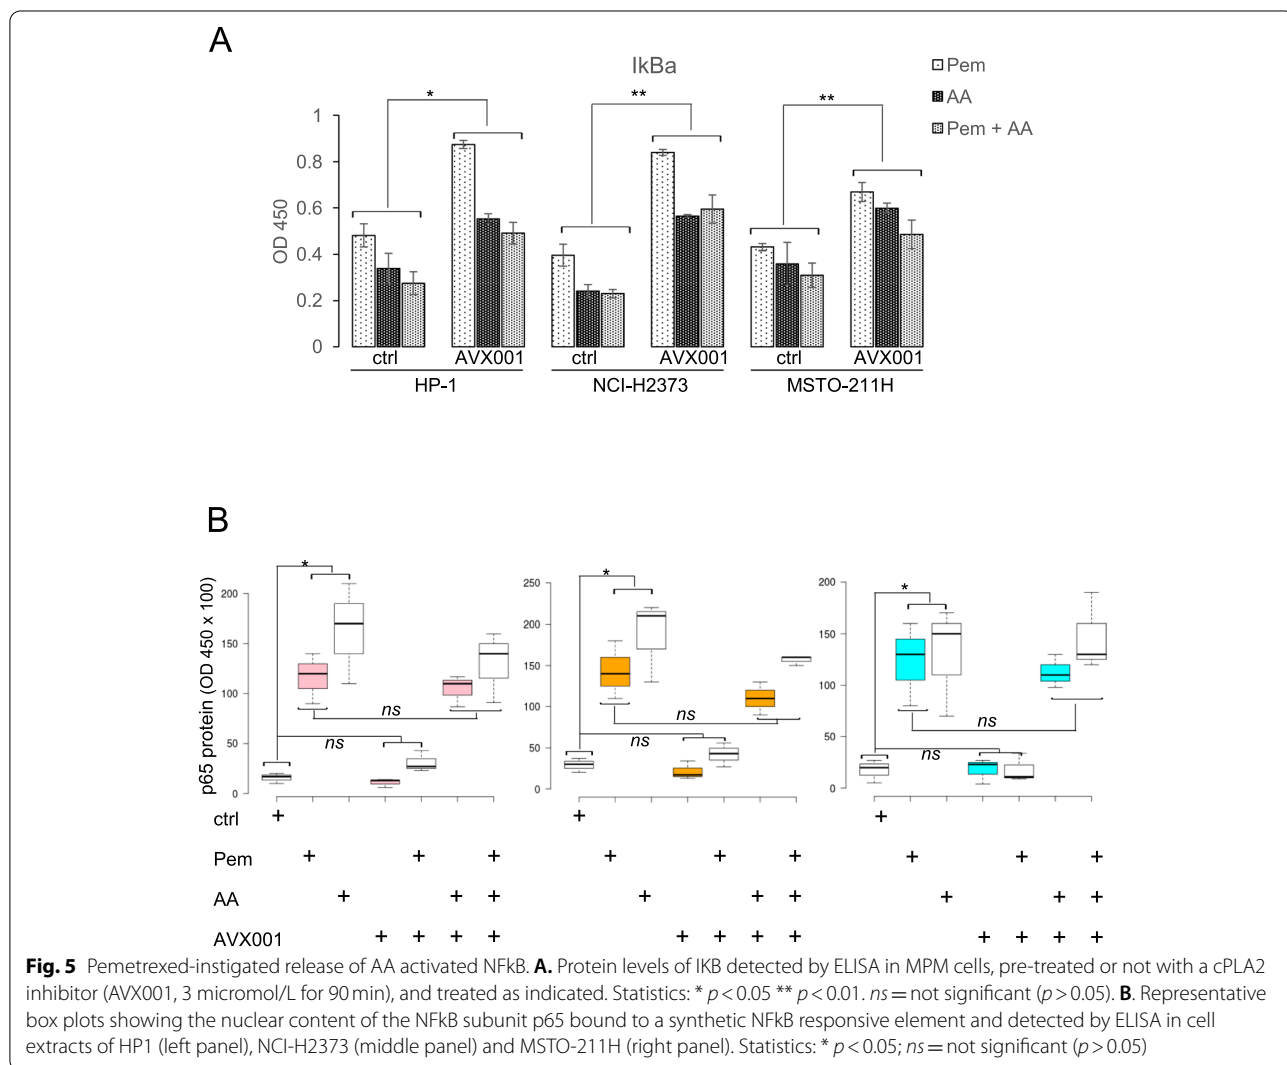 A
IkBa
Pem
AA
Pem + AA
* ** **
1
0.8
0.6
0.4
0.2
0
OD 450
ctrl AVX001 ctrl AVX001 ctrl AVX001
HP-1 NCI-H2373 MSTO-211H
B
p65 protein (OD 450 x 100)
* ns ns
200
150
100
50
0
* ns ns
250
200
150
100
50
0
* ns ns
200
150
100
50
0
ctrl + + +
Pem + + + + + + + + +
AA + + + + + + + + +
AVX001 + + + + + + + + + + + +
Fig. 5 Pemetrexed-instigated release of AA activated NFkB. A. Protein levels of IKB detected by ELISA in MPM cells, pre-treated or not with a cPLA2
inhibitor (AVX001, 3 micromol/L for 90 min), and treated as indicated. Statistics: * p < 0.05 ** p < 0.01. ns = not significant (p > 0.05). B. Representative
box plots showing the nuclear content of the NFkB subunit p65 bound to a synthetic NFkB responsive element and detected by ELISA in cell
extracts of HP1 (left panel), NCI-H2373 (middle panel) and MSTO-211H (right panel). Statistics: * p < 0.05; ns = not significant (p > 0.05)